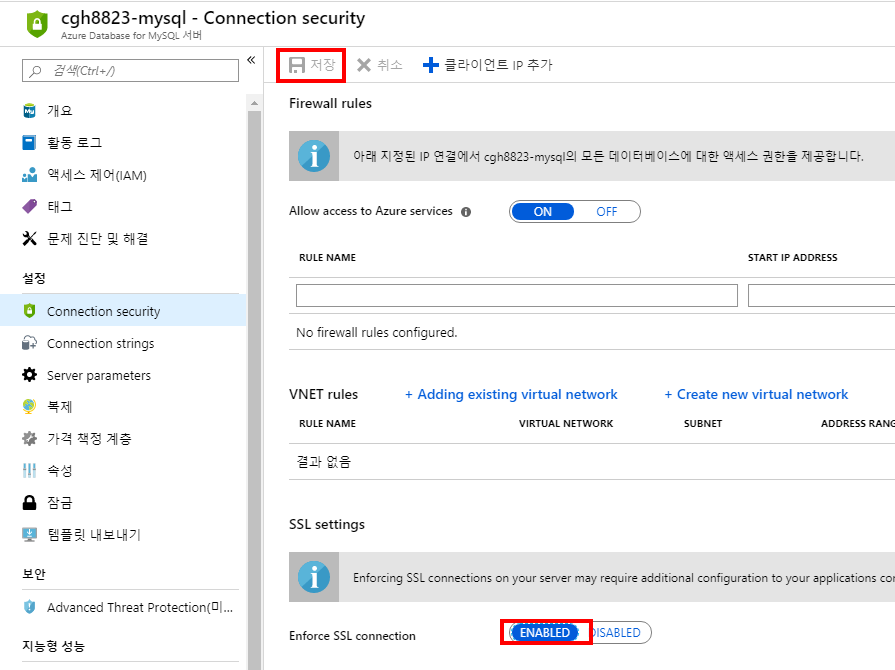 cgh8823-mysql - Connection security
Azure Database for MySQL 서버
검색(Ctrl+/)
«
개요
활동 로그
액세스 제어(IAM)
태그
문제 진단 및 해결
설정
Connection security
Connection strings
Server parameters
복제
가격 책정 계층
속성
잠금
템플릿 내보내기
보안
Advanced Threat Protection(미...
지능형 성능
저장 취소 클라이언트 IP 추가
Firewall rules
아래 지정된 IP 연결에서 cgh8823-mysql의 모든 데이터베이스에 대한 액세스 권한을 제공합니다.
Allow access to Azure services ON OFF
RULE NAME START IP ADDRESS
No firewall rules configured.
VNET rules + Adding existing virtual network + Create new virtual network
RULE NAME VIRTUAL NETWORK SUBNET ADDRESS RANG
결과 없음
SSL settings
Enforcing SSL connections on your server may require additional configuration to your applications co
Enforce SSL connection ENABLED DISABLED